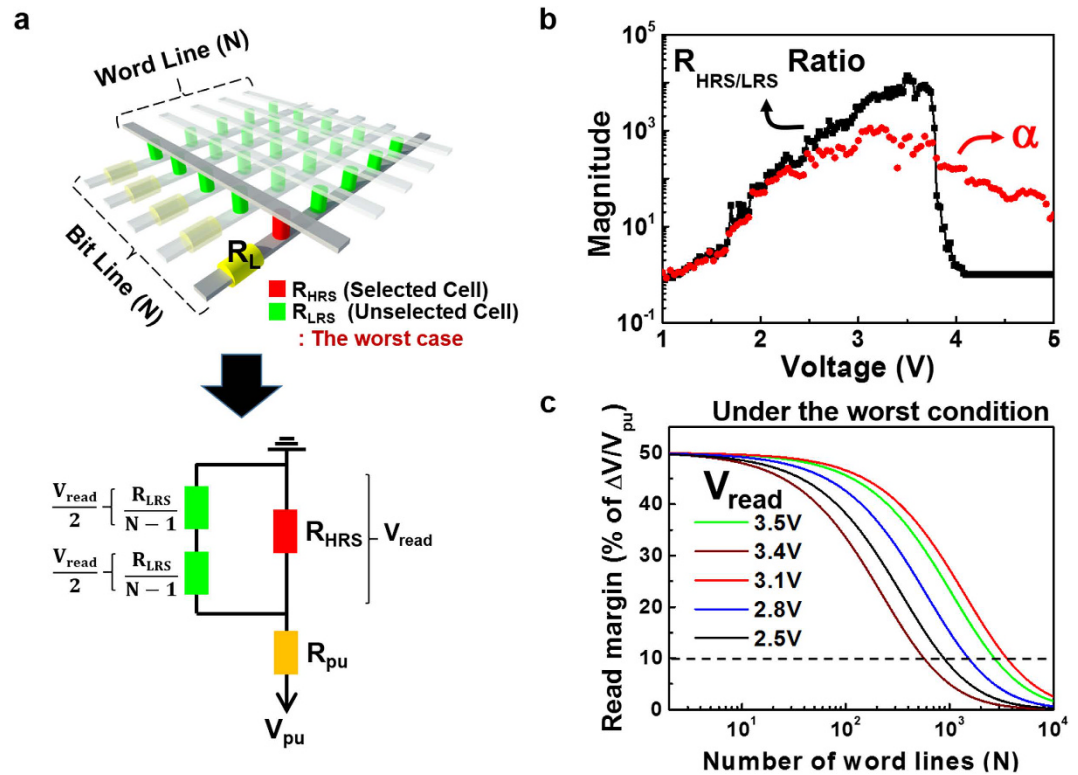 a
Word Line (N)
Bit Line (N)
R_L
R_HRS (Selected Cell)
R_LRS (Unselected Cell)
: The worst case
V_read
2
R_LRS
N − 1
V_read
2
R_LRS
N − 1
R_HRS
V_read
R_pu
V_pu
b
R_HRS/LRS Ratio
α
Magnitude
10^5
10^3
10^1
10^-1
1 2 3 4 5
Voltage (V)
c
Under the worst condition
Read margin (% of ΔV/V_pu)
50
40
30
20
10
0
V_read
3.5V
3.4V
3.1V
2.8V
2.5V
10^1 10^2 10^3 10^4
Number of word lines (N)